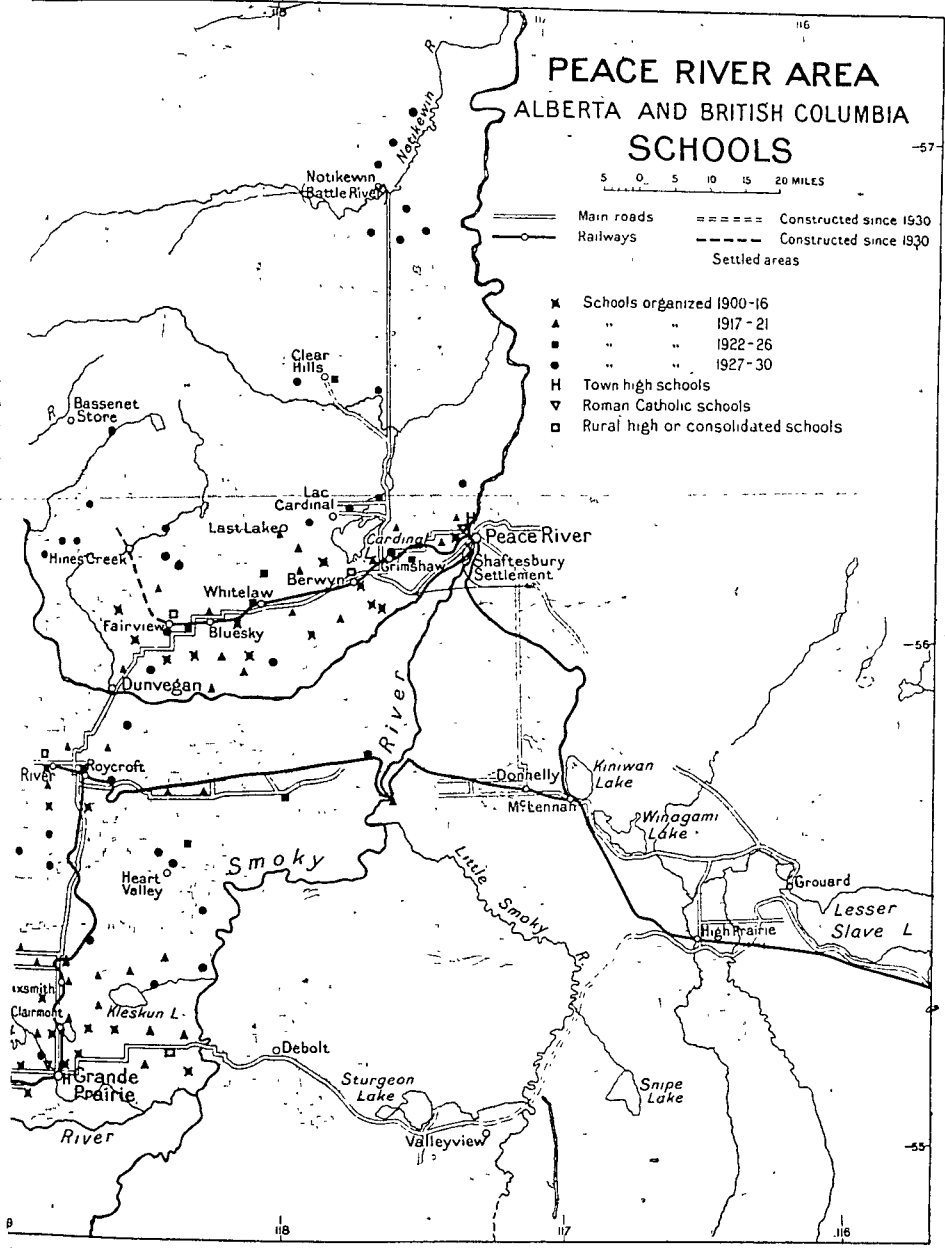 118
117
116
PEACE RIVER AREA
ALBERTA AND BRITISH COLUMBIA
SCHOOLS
5 0 5 10 15 20 MILES
Main roads
Constructed since 1930
Railways
Constructed since 1930
Settled areas
Schools organized 1900-16
" " 1917-21
" " 1922-26
" " 1927-30
H Town high schools
Roman Catholic schools
Rural high or consolidated schools
57
R.
Notikewin
Notikewin
(Battle River)
Clear
Hills
R
Bassenet
Store
Lac
Cardinal
Last Lake
Cardinal
L
H
Peace River
Hines Creek
Grimshaw
Shaftesbury
Settlement
Berwyn
Whitelaw
Fairview
Bluesky
56
Dunvegan
River
River
Roycroft
Donnelly
Kiniwan
Lake
McLennan
Winagami
Lake
Smoky
Little
Smoky
R.
Heart
Valley
Grouard
Lesser
Slave L
High Prairie
exsmith
Kleskun L.
Clairmont
Debolt
H
Grande
Prairie
Sturgeon
Lake
Snipe
Lake
River
Valleyview
55
118
117
116